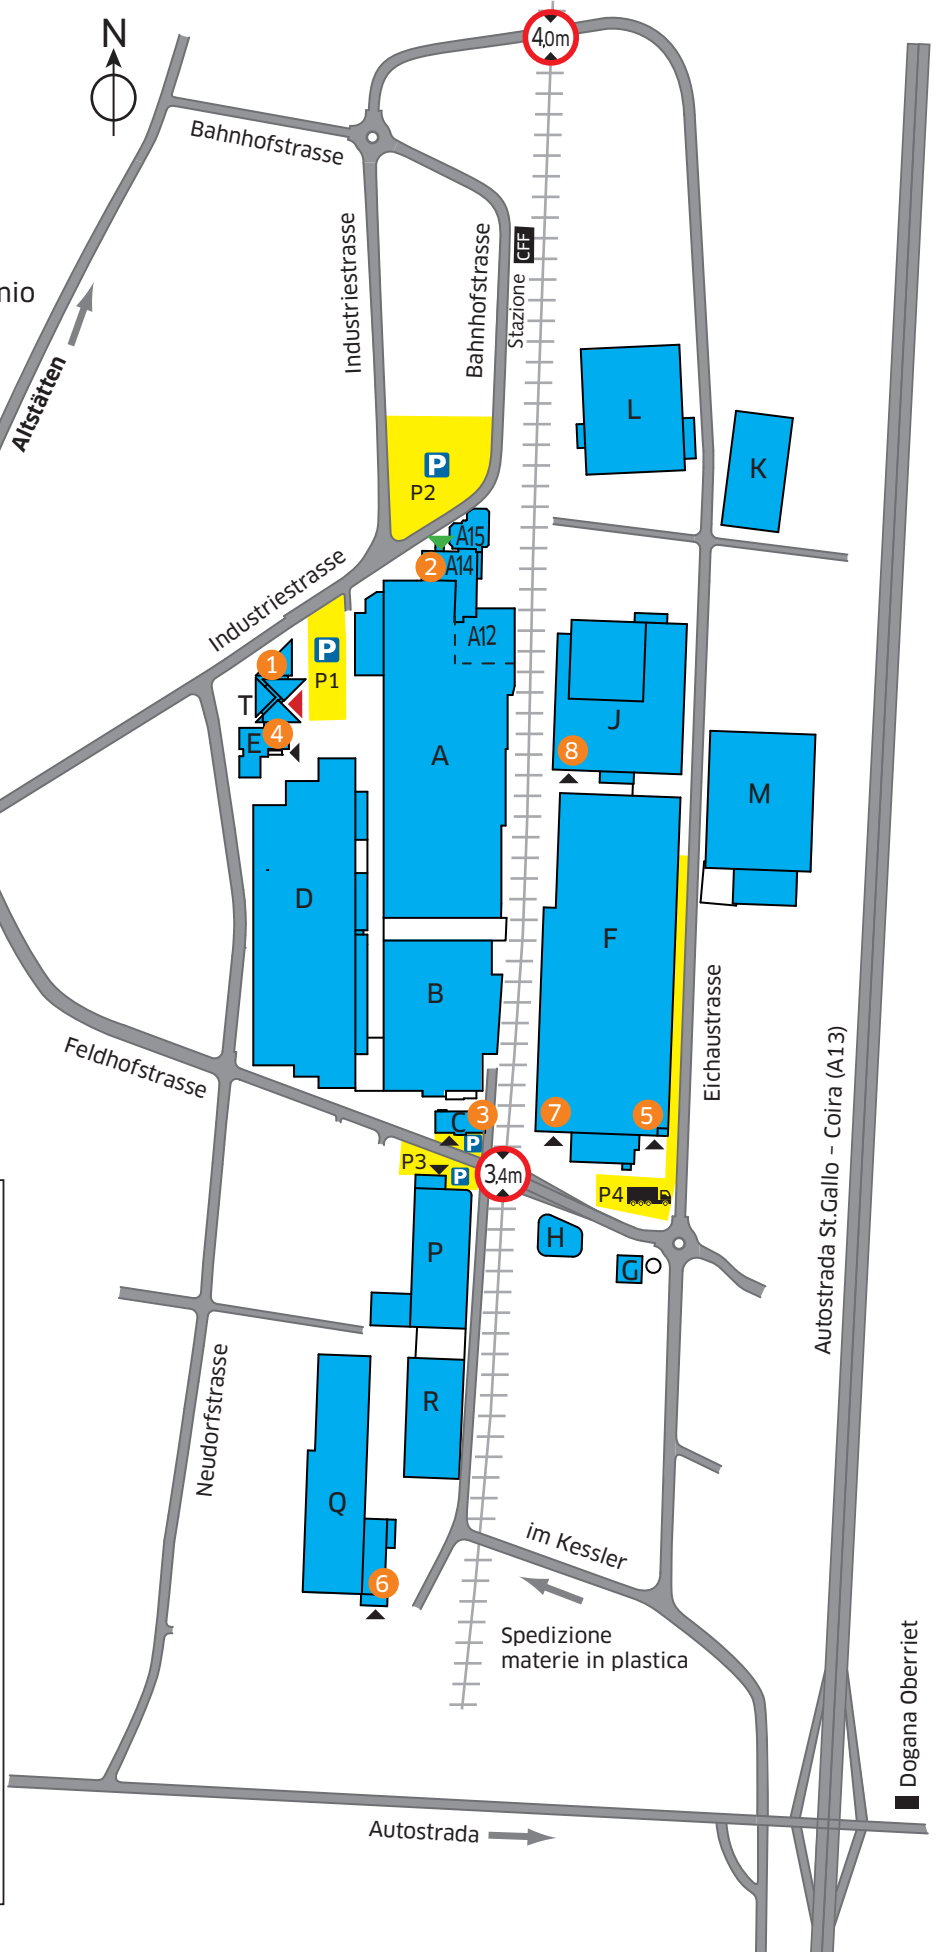 N
4,0m
Bahnhofstrasse
Industriestrasse
Bahnhofstrasse
Stazione CFF
nio
Altstätten
L
K
P
P2
A15
2
A14
Industriestrasse
A12
P
P1
1
T
4
E
J
8
A
M
D
F
B
Eichaustrasse
Feldhofstrasse
Autostrada St.Gallo - Coira (A13)
3
C
7
5
P
P3
P
3,4m
P4
H
G
P
R
Neudorfstrasse
Q
6
im Kessler
Spedizione
materie in plastica
Dogana Oberriet
Autostrada